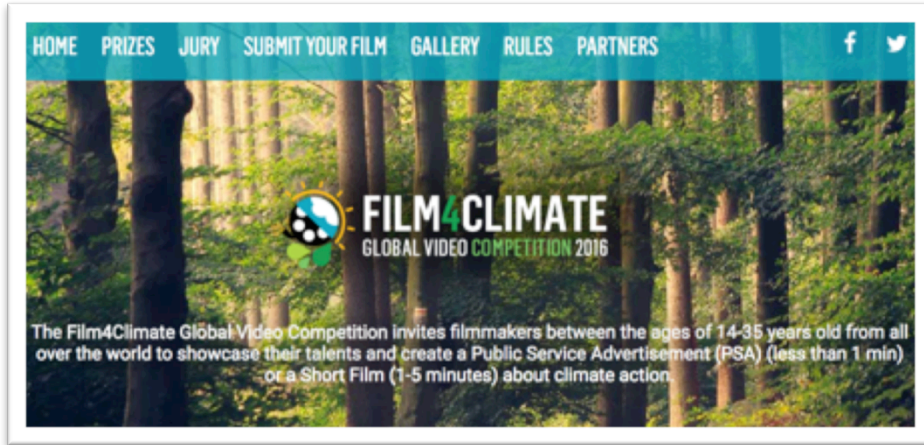 HOME PRIZES JURY SUBMIT YOUR FILM GALLERY RULES PARTNERS
FILM4CLIMATE
GLOBAL VIDEO COMPETITION 2016
The Film4Climate Global Video Competition invites filmmakers between the ages of 14-35 years old from all
over the world to showcase their talents and create a Public Service Advertisement (PSA) (less than 1 min)
or a Short Film (1-5 minutes) about climate action.